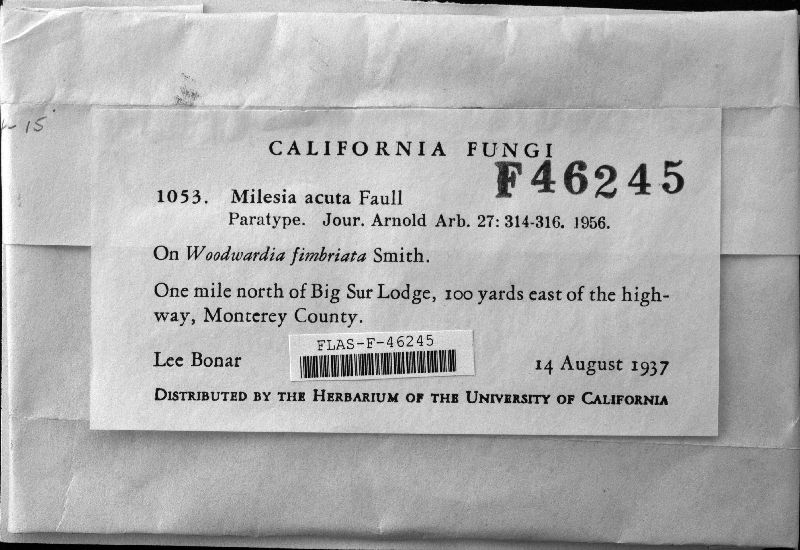 15
CALIFORNIA FUNGI
F46245
1053. Milesia acuta Faull
Paratype. Jour. Arnold Arb. 27: 314-316. 1956.
On Woodwardia fimbriata Smith.
One mile north of Big Sur Lodge, 100 yards east of the high-
way, Monterey County.
FLAS-F-46245
Lee Bonar
14 August 1937
DISTRIBUTED BY THE HERBARIUM OF THE UNIVERSITY OF CALIFORNIA